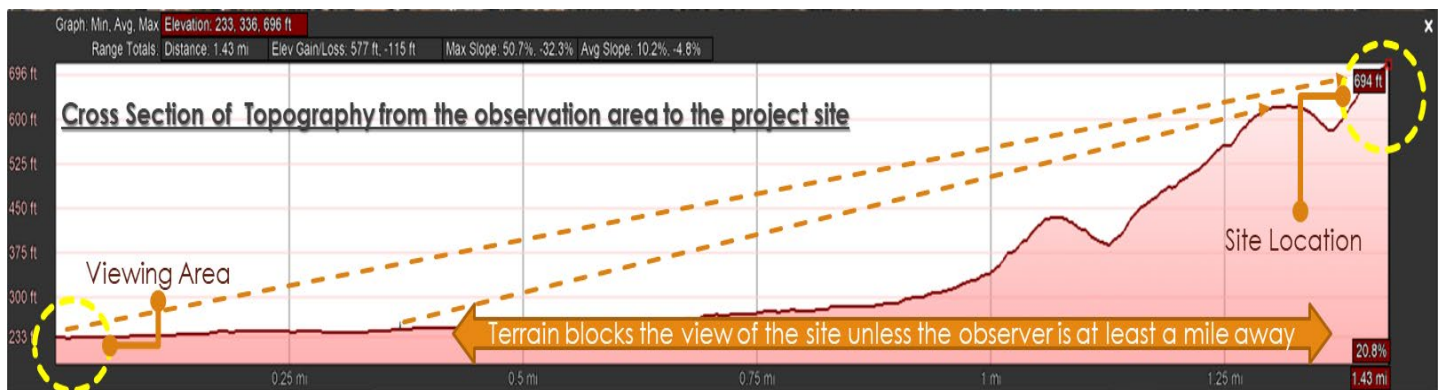 Graph: Min, Avg, Max Elevation: 233, 336, 696 ft
x
Range Totals: Distance: 1.43 mi Elev Gain/Loss: 577 ft, -115 ft Max Slope: 50.7%, -32.3% Avg Slope: 10.2%, -4.8%
696 ft
694 ft
Cross Section of Topography from the observation area to the project site
600 ft
525 ft
450 ft
Site Location
375 ft
Viewing Area
300 ft
Terrain blocks the view of the site unless the observer is at least a mile away
233
20.8%
0.25 mi 0.5 mi 0.75 mi 1 mi 1.25 mi 1.43 mi